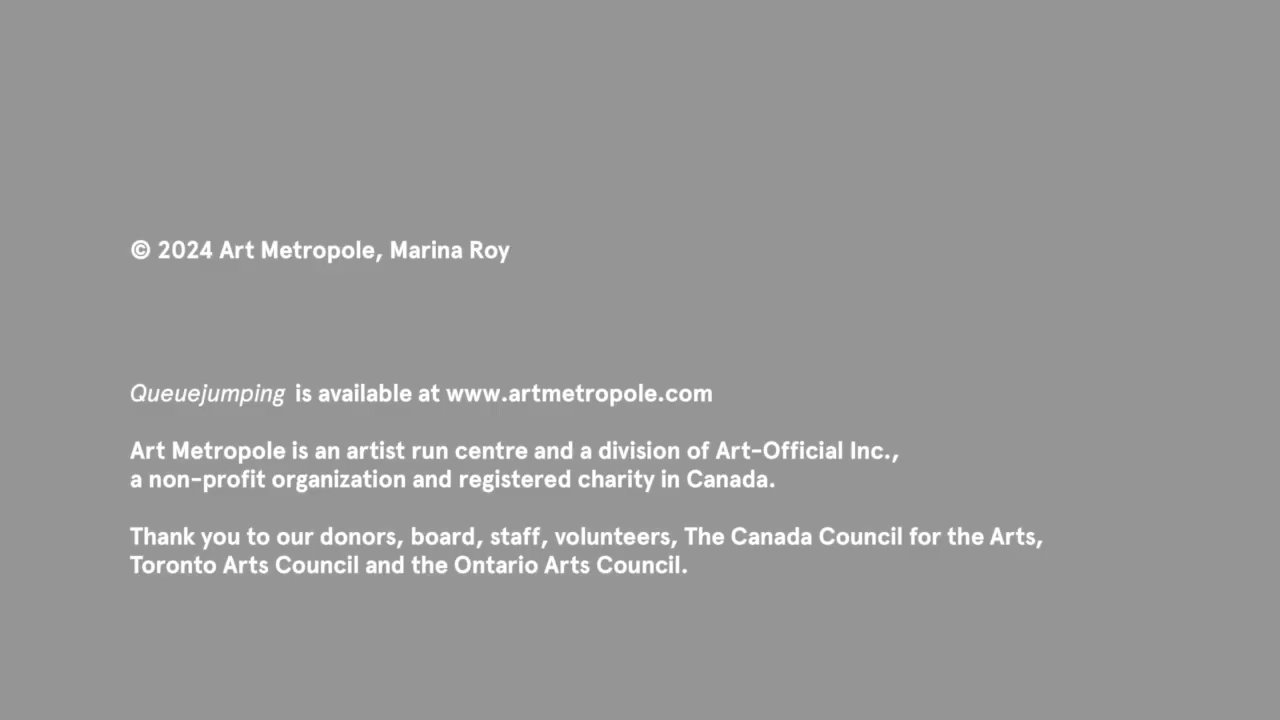 © 2024 Art Metropole, Marina Roy
Queuejumping is available at www.artmetropole.com
Art Metropole is an artist run centre and a division of Art-Official Inc.,
a non-profit organization and registered charity in Canada.
Thank you to our donors, board, staff, volunteers, The Canada Council for the Arts,
Toronto Arts Council and the Ontario Arts Council.